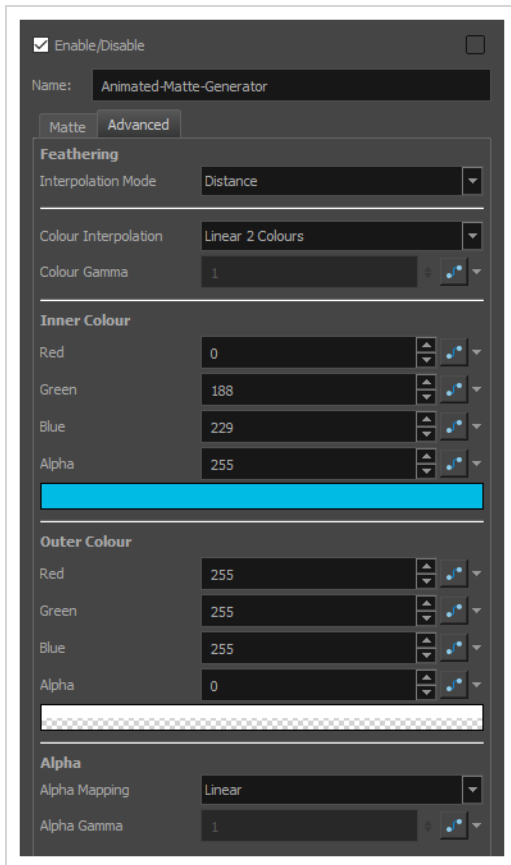 Enable/Disable
Name: Animated-Matte-Generator
Matte Advanced
Feathering
Interpolation Mode Distance
Colour Interpolation Linear 2 Colours
Colour Gamma 1
Inner Colour
Red 0
Green 188
Blue 229
Alpha 255
Outer Colour
Red 255
Green 255
Blue 255
Alpha 0
Alpha
Alpha Mapping Linear
Alpha Gamma 1